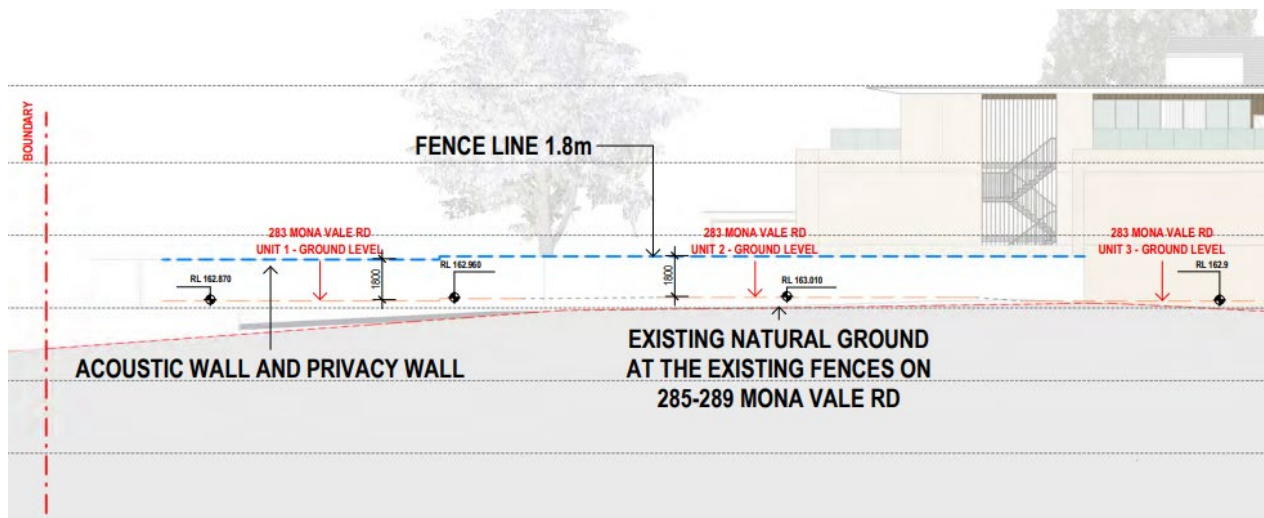 BOUNDARY
FENCE LINE 1.8m
283 MONA VALE RD
UNIT 1 - GROUND LEVEL
283 MONA VALE RD
UNIT 2 - GROUND LEVEL
283 MONA VALE RD
UNIT 3 - GROUND LEVEL
RL 162.870
1800
RL 162.960
1800
RL 163.010
RL 162.9
ACOUSTIC WALL AND PRIVACY WALL
EXISTING NATURAL GROUND
AT THE EXISTING FENCES ON
285-289 MONA VALE RD